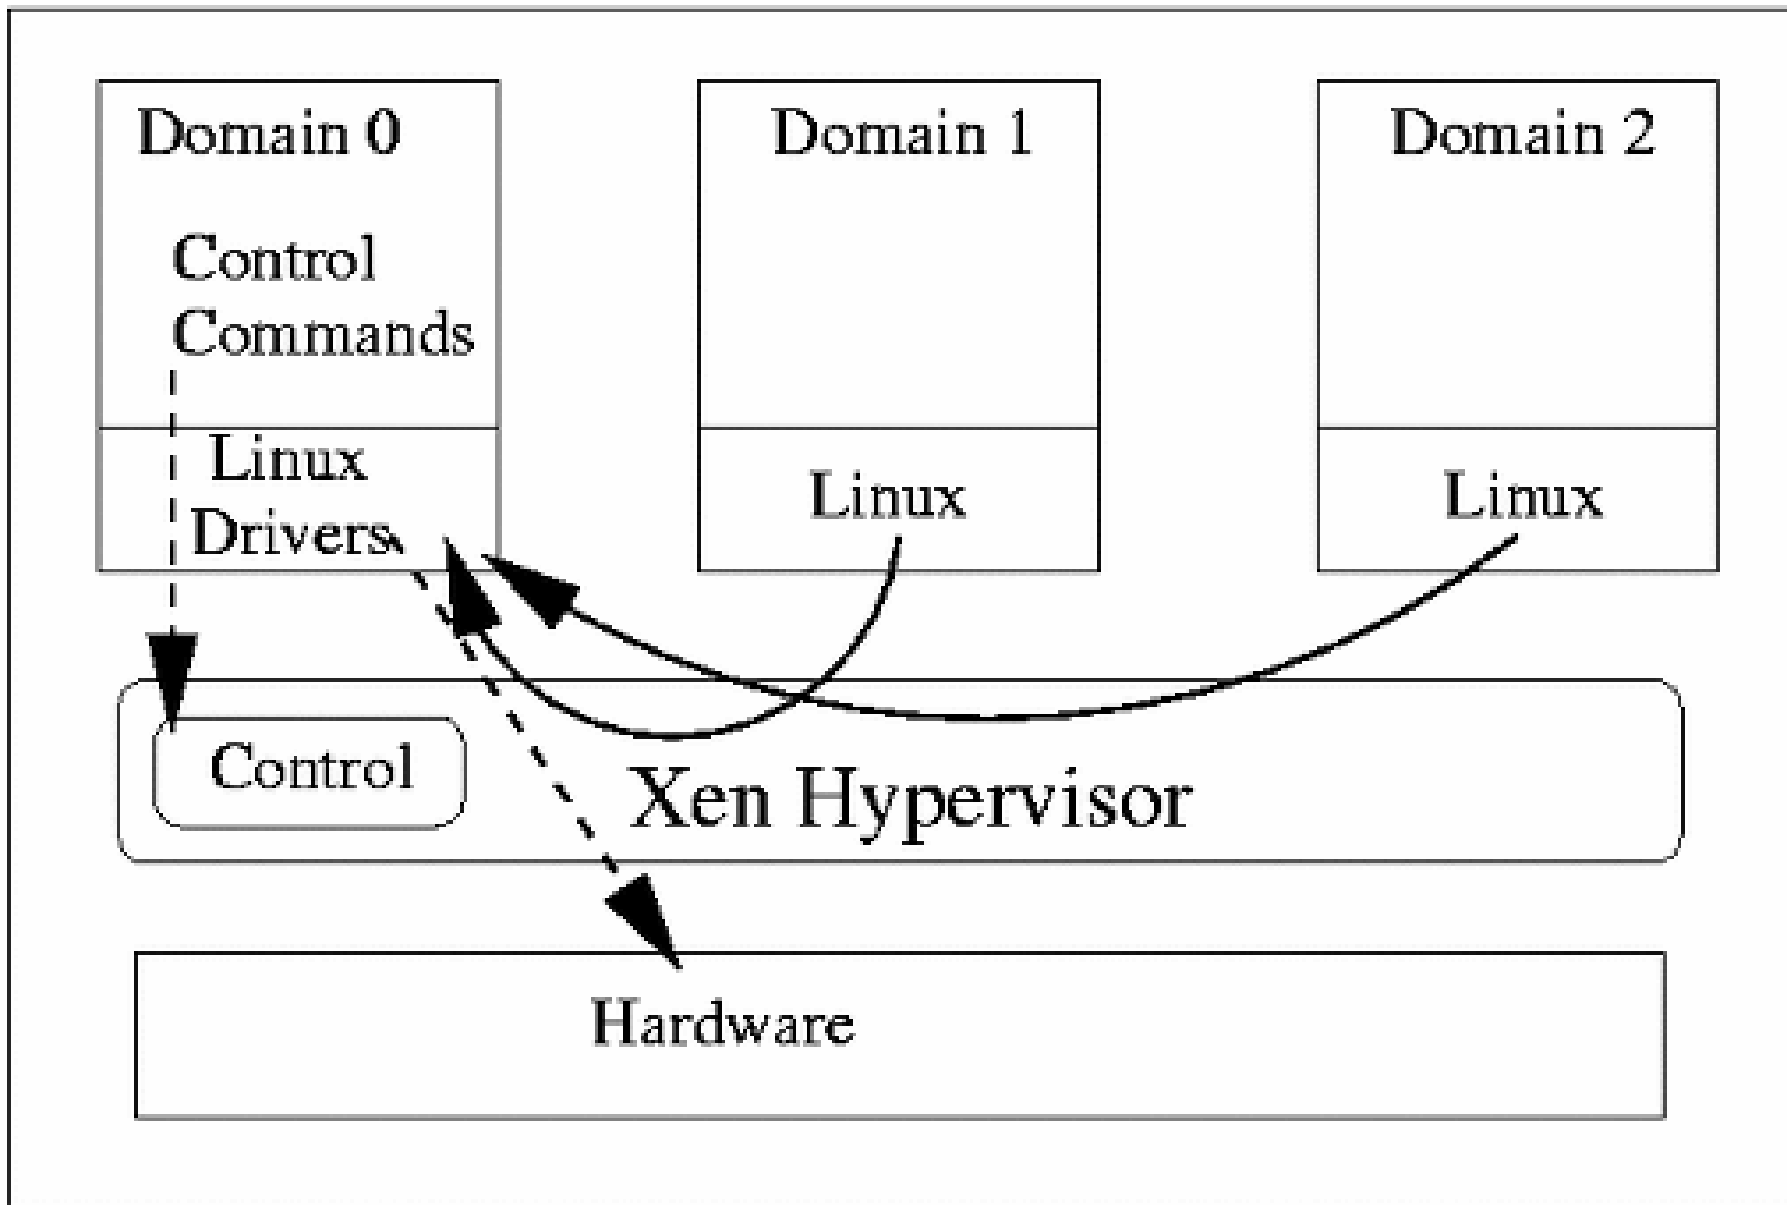 Domain 0
Control
Commands
Linux
Drivers
Domain 1
Linux
Domain 2
Linux
Control
Xen Hypervisor
Hardware